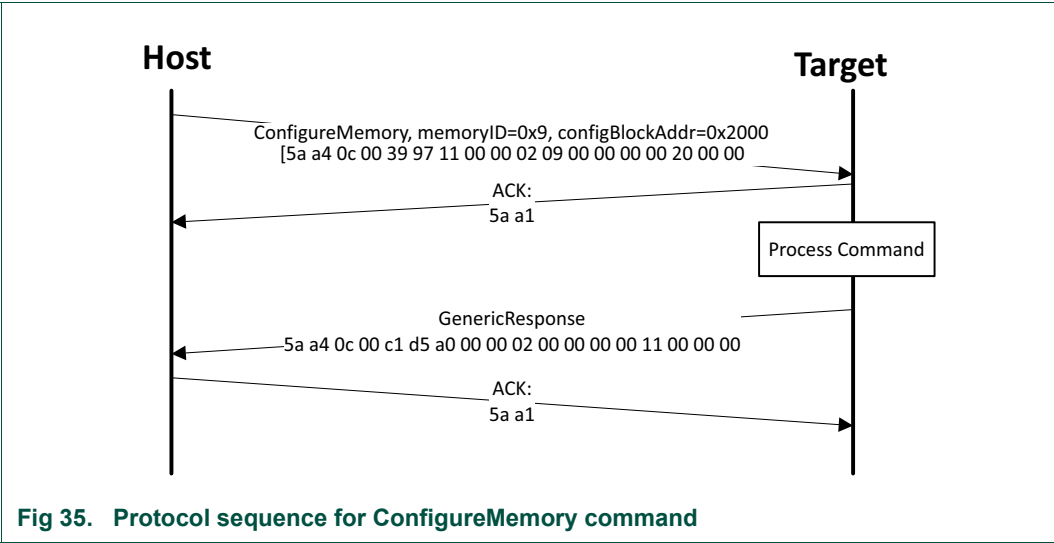 Host
Target
ConfigureMemory, memoryID=0x9, configBlockAddr=0x2000
[5a a4 0c 00 39 97 11 00 00 02 09 00 00 00 00 20 00 00
ACK:
5a a1
Process Command
GenericResponse
5a a4 0c 00 c1 d5 a0 00 00 02 00 00 00 00 11 00 00 00
ACK:
5a a1
Fig 35. Protocol sequence for ConfigureMemory command